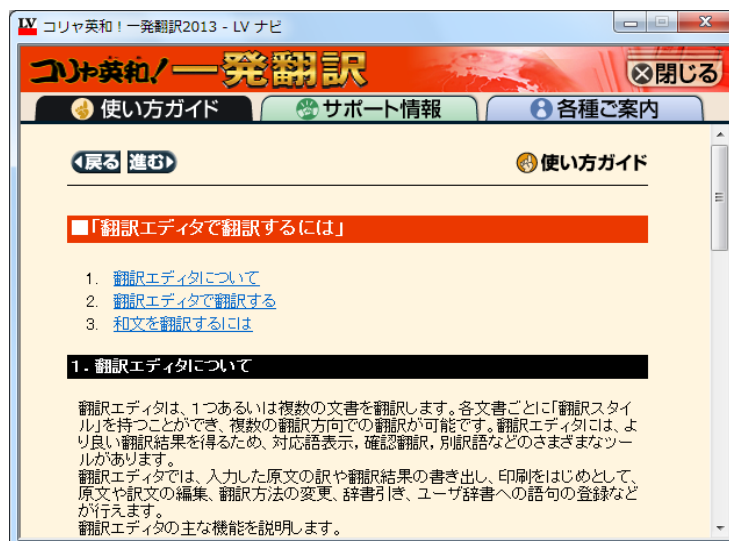 LV コリャ英和！一発翻訳2013 - LV ナビ
コリャ英和！一発翻訳
閉じる
使い方ガイド サポート情報 各種ご案内
戻る 進む 使い方ガイド
■「翻訳エディタで翻訳するには」
1. 翻訳エディタについて
2. 翻訳エディタで翻訳する
3. 和文を翻訳するには
1．翻訳エディタについて
翻訳エディタは、１つあるいは複数の文書を翻訳します。各文書ごとに「翻訳スタイ
ル」を持つことができ、複数の翻訳方向での翻訳が可能です。翻訳エディタには、よ
り良い翻訳結果を得るため、対応語表示，確認翻訳，別訳語などのさまざまなツー
ルがあります。
翻訳エディタでは、入力した原文の訳や翻訳結果の書き出し、印刷をはじめとして、
原文や訳文の編集、翻訳方法の変更、辞書引き、ユーザ辞書への語句の登録など
が行えます。
翻訳エディタの主な機能を説明します。